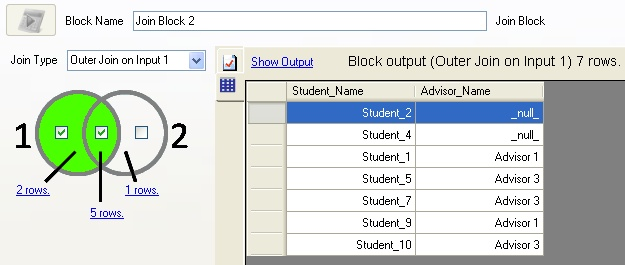 Block Name Join Block 2 Join Block
Join Type Outer Join on Input 1
Show Output Block output (Outer Join on Input 1) 7 rows.
1 2
2 rows. 1 rows.
5 rows.
Student_Name Advisor_Name
Student_2 _null_
Student_4 _null_
Student_1 Advisor 1
Student_5 Advisor 3
Student_7 Advisor 3
Student_9 Advisor 1
Student_10 Advisor 3